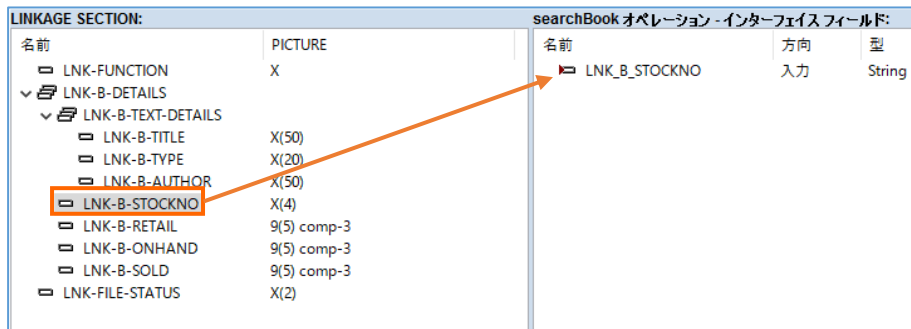 LINKAGE SECTION:
名前 PICTURE
LNK-FUNCTION X
LNK-B-DETAILS
LNK-B-TEXT-DETAILS
LNK-B-TITLE X(50)
LNK-B-TYPE X(20)
LNK-B-AUTHOR X(50)
LNK-B-STOCKNO X(4)
LNK-B-RETAIL 9(5) comp-3
LNK-B-ONHAND 9(5) comp-3
LNK-B-SOLD 9(5) comp-3
LNK-FILE-STATUS X(2)
searchBook オペレーション - インターフェイス フィールド:
名前 方向 型
LNK_B_STOCKNO 入力 String